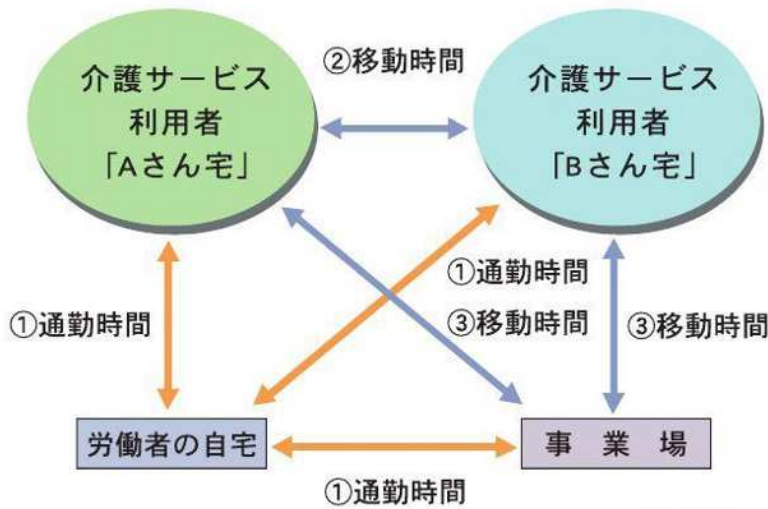 介護サービス
利用者
「Aさん宅」
②移動時間
介護サービス
利用者
「Bさん宅」
①通勤時間
①通勤時間
③移動時間
③移動時間
労働者の自宅
事業場
①通勤時間